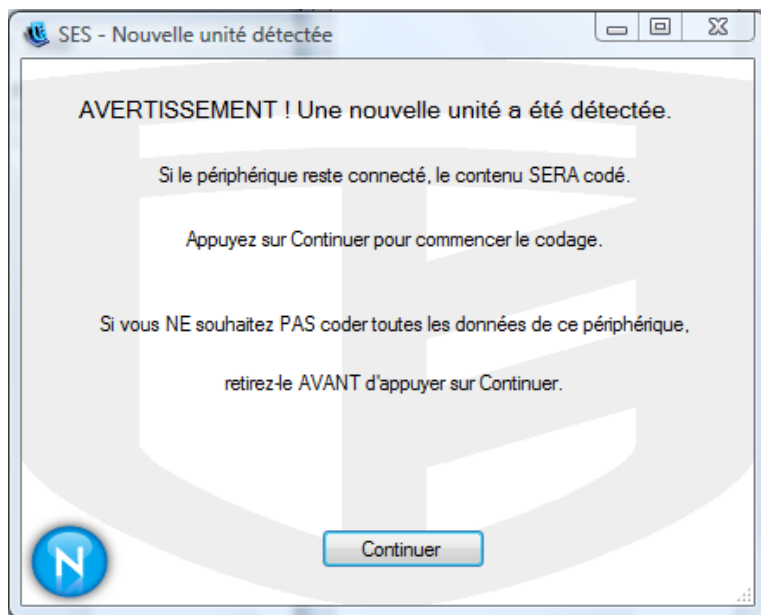 SES - Nouvelle unité détectée
AVERTISSEMENT ! Une nouvelle unité a été détectée.
Si le périphérique reste connecté, le contenu SERA codé.
Appuyez sur Continuer pour commencer le codage.
Si vous NE souhaitez PAS coder toutes les données de ce périphérique,
retirez-le AVANT d'appuyer sur Continuer.
N
Continuer